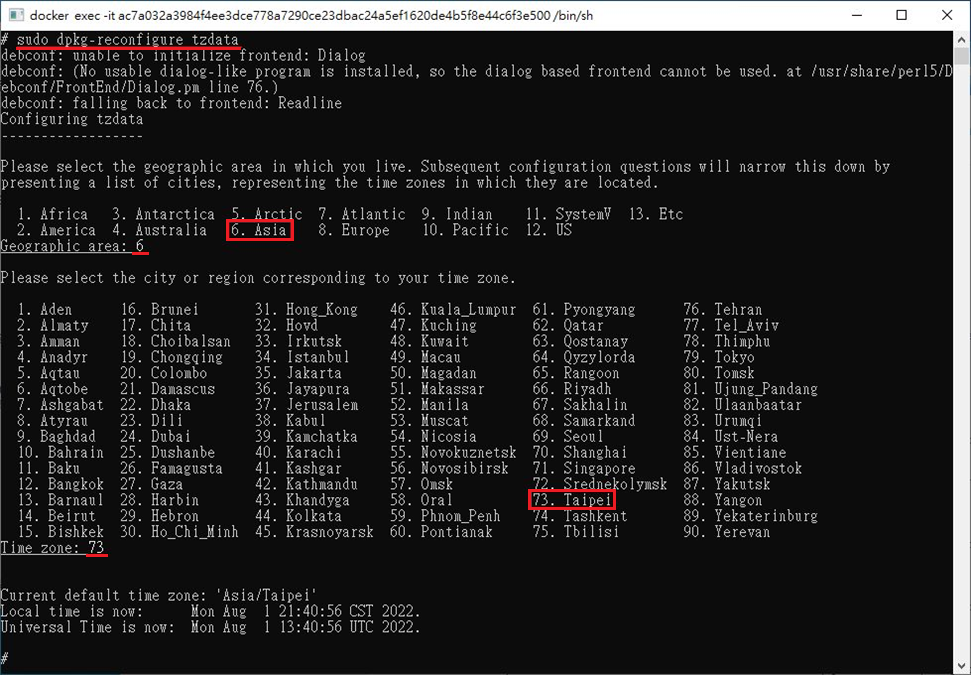 docker exec -it ac7a032a3984f4ee3dce778a7290ce23dbac24a5ef1620de4b5f8e44c6f3e500 /bin/sh
# sudo dpkg-reconfigure tzdata
debconf: unable to initialize frontend: Dialog
debconf: (No usable dialog-like program is installed, so the dialog based frontend cannot be used. at /usr/share/perl5/D
ebconf/FrontEnd/Dialog.pm line 76.)
debconf: falling back to frontend: Readline
Configuring tzdata
------------------
Please select the geographic area in which you live. Subsequent configuration questions will narrow this down by
presenting a list of cities, representing the time zones in which they are located.
1. Africa 3. Antarctica 5. Arctic 7. Atlantic 9. Indian 11. SystemV 13. Etc
2. America 4. Australia 6. Asia 8. Europe 10. Pacific 12. US
Geographic area: 6
Please select the city or region corresponding to your time zone.
1. Aden 16. Brunei 31. Hong_Kong 46. Kuala_Lumpur 61. Pyongyang 76. Tehran
2. Almaty 17. Chita 32. Hovd 47. Kuching 62. Qatar 77. Tel_Aviv
3. Amman 18. Choibalsan 33. Irkutsk 48. Kuwait 63. Qostanay 78. Thimphu
4. Anadyr 19. Chongqing 34. Istanbul 49. Macau 64. Qyzylorda 79. Tokyo
5. Aqtau 20. Colombo 35. Jakarta 50. Magadan 65. Rangoon 80. Tomsk
6. Aqtobe 21. Damascus 36. Jayapura 51. Makassar 66. Riyadh 81. Ujung_Pandang
7. Ashgabat 22. Dhaka 37. Jerusalem 52. Manila 67. Sakhalin 82. Ulaanbaatar
8. Atyrau 23. Dili 38. Kabul 53. Muscat 68. Samarkand 83. Urumqi
9. Baghdad 24. Dubai 39. Kamchatka 54. Nicosia 69. Seoul 84. Ust-Nera
10. Bahrain 25. Dushanbe 40. Karachi 55. Novokuznetsk 70. Shanghai 85. Vientiane
11. Baku 26. Famagusta 41. Kashgar 56. Novosibirsk 71. Singapore 86. Vladivostok
12. Bangkok 27. Gaza 42. Kathmandu 57. Omsk 72. Srednekolymsk 87. Yakutsk
13. Barnaul 28. Harbin 43. Khandyga 58. Oral 73. Taipei 88. Yangon
14. Beirut 29. Hebron 44. Kolkata 59. Phnom_Penh 74. Tashkent 89. Yekaterinburg
15. Bishkek 30. Ho_Chi_Minh 45. Krasnoyarsk 60. Pontianak 75. Tbilisi 90. Yerevan
Time zone: 73
Current default time zone: 'Asia/Taipei'
Local time is now: Mon Aug 1 21:40:56 CST 2022.
Universal Time is now: Mon Aug 1 13:40:56 UTC 2022.
#